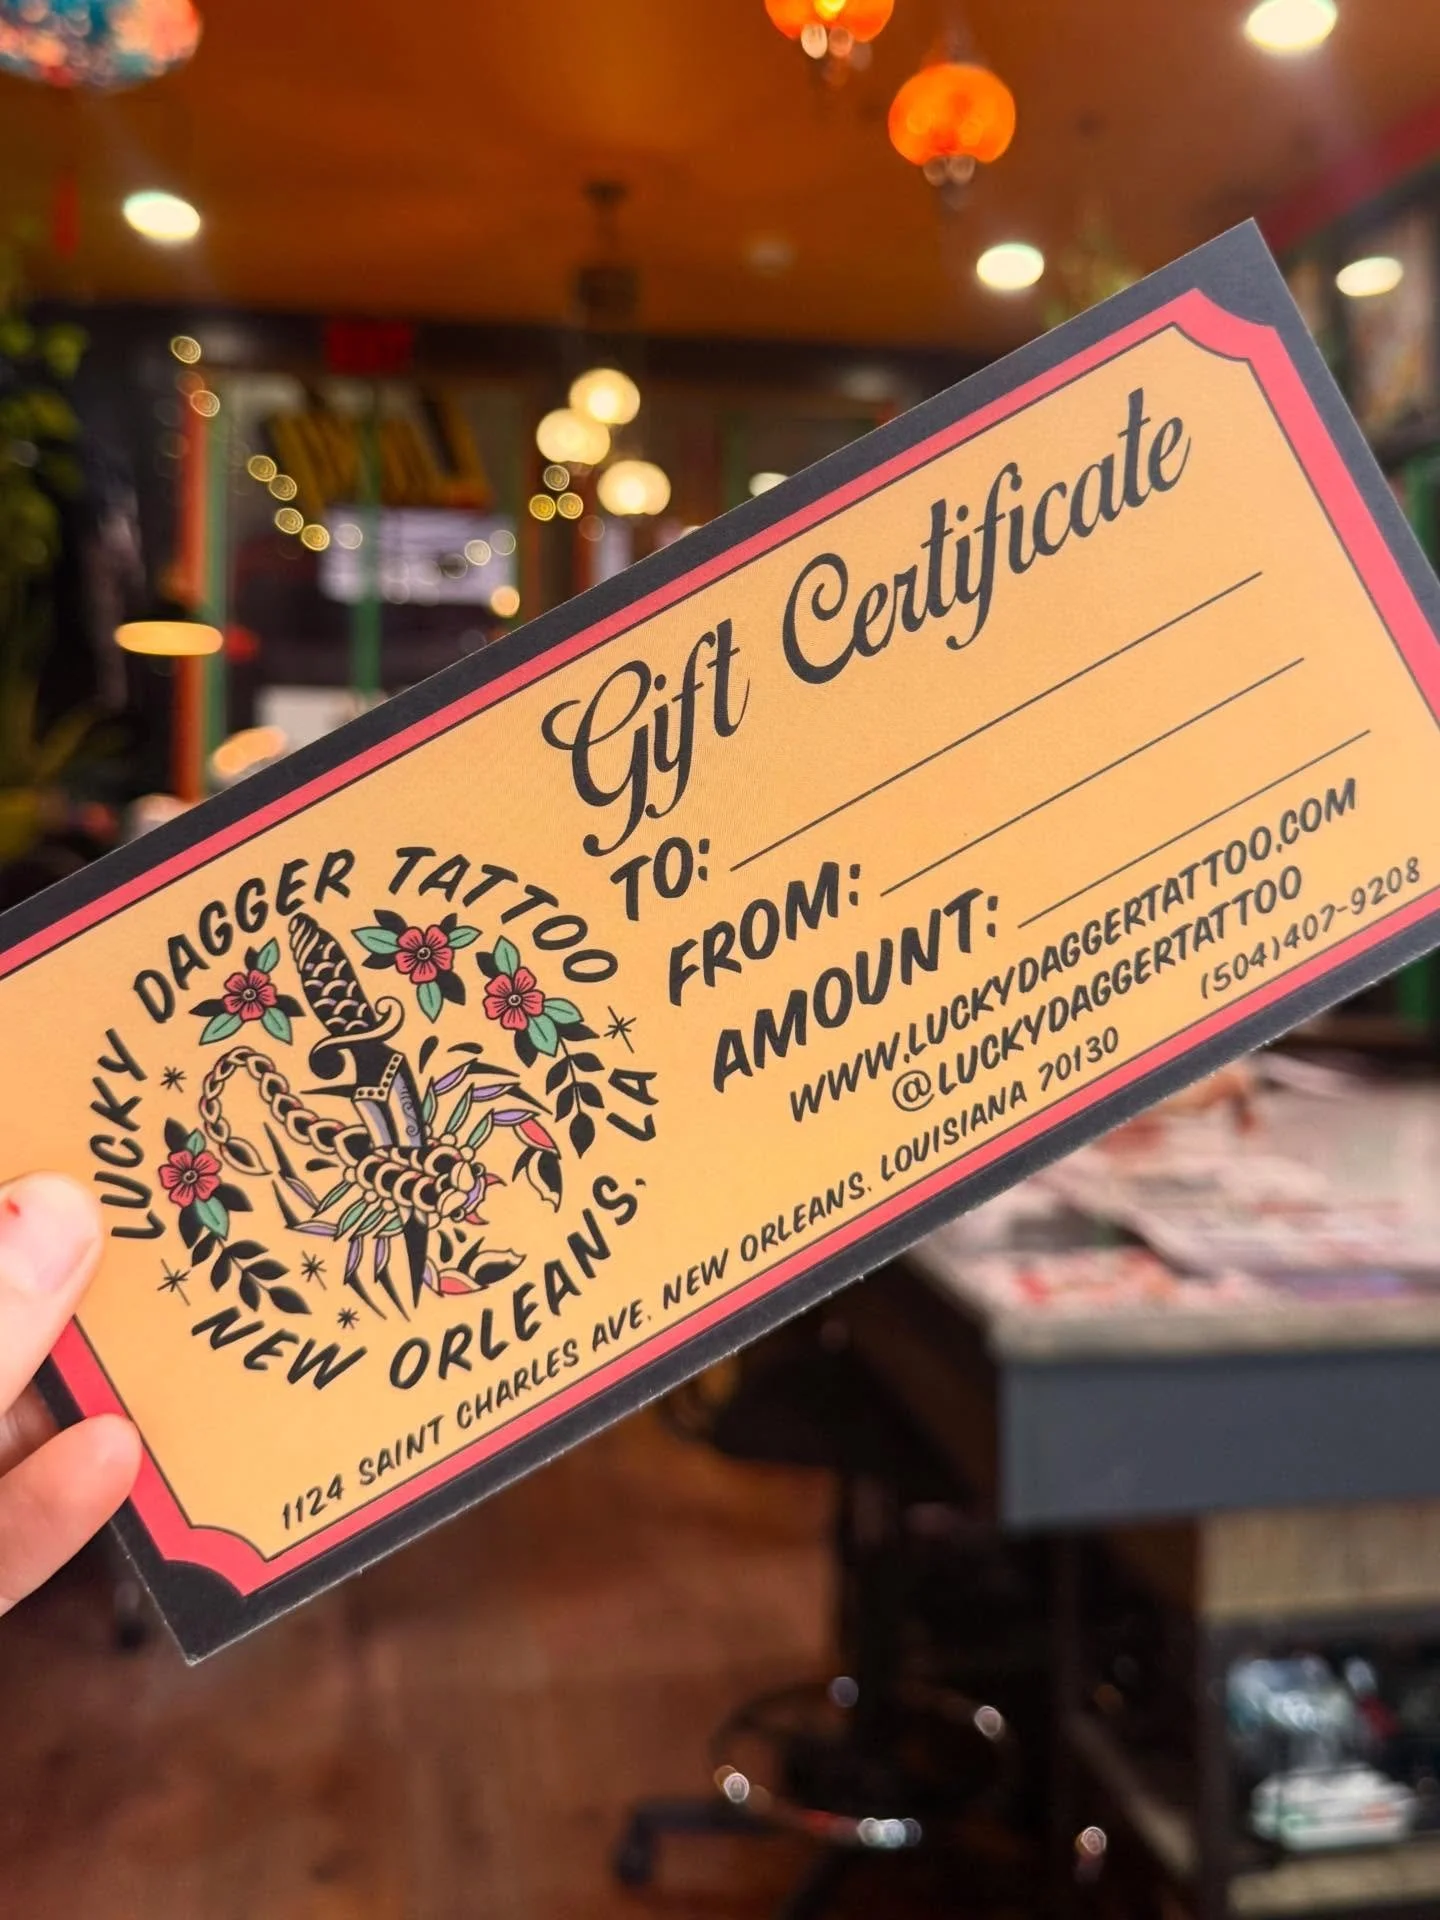 Gift Certificate
TO:
FROM:
AMOUNT:
WWW.LUCKYDAGGERTATTOO.COM
@LUCKYDAGGERTATTOO
(504)407-9208
1124 SAINT CHARLES AVE. NEW ORLEANS. LOUISIANA 70130
LUCKY DAGGER TATTOO
NEW ORLEANS, LA